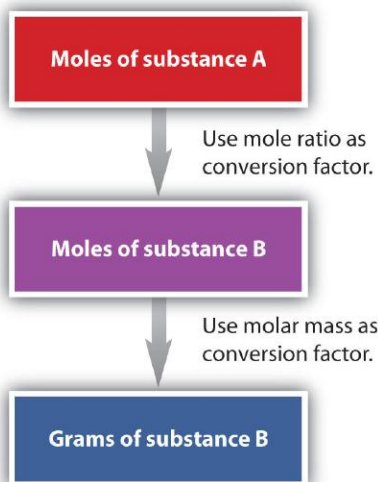 Moles of substance A
Use mole ratio as
conversion factor.
Moles of substance B
Use molar mass as
conversion factor.
Grams of substance B